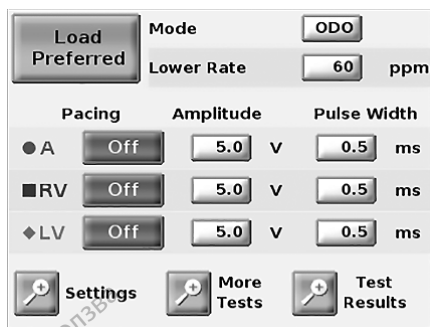 Load Preferred
Mode ODO
Lower Rate 60 ppm
Pacing Amplitude Pulse Width
A Off 5.0 V 0.5 ms
RV Off 5.0 V 0.5 ms
LV Off 5.0 V 0.5 ms
Settings More Tests Test Results